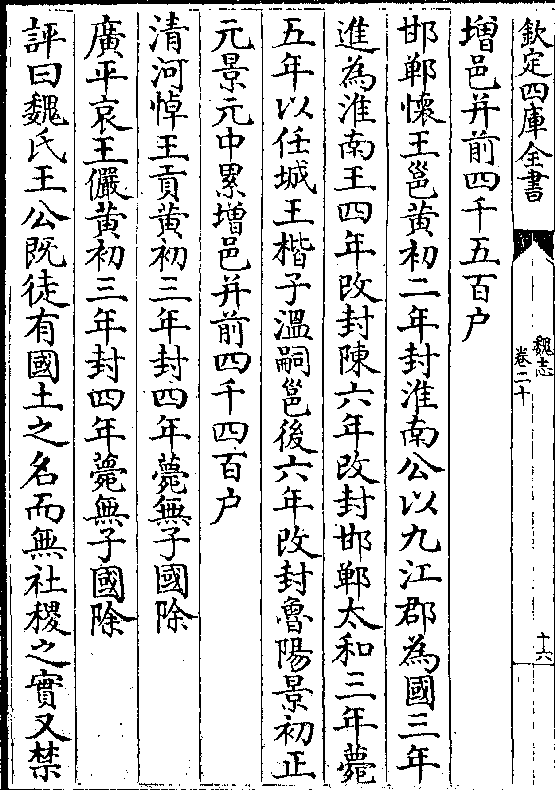 欽定四庫全書
魏志
卷二十
十六
增邑并前四千五百户
邯鄲懷王邕黄初二年封淮南公以九江郡為國三年
進為淮南王四年改封陳六年改封邯鄲太和三年薨
五年以任城王楷子溫嗣邕後六年改封魯陽景初正
元景元中累增邑并前四千四百户
清河悼王貢黄初三年封四年薨無子國除
廣平哀王儼黄初三年封四年薨無子國除
評曰魏氏王公既徒有國土之名而無社稷之實又禁